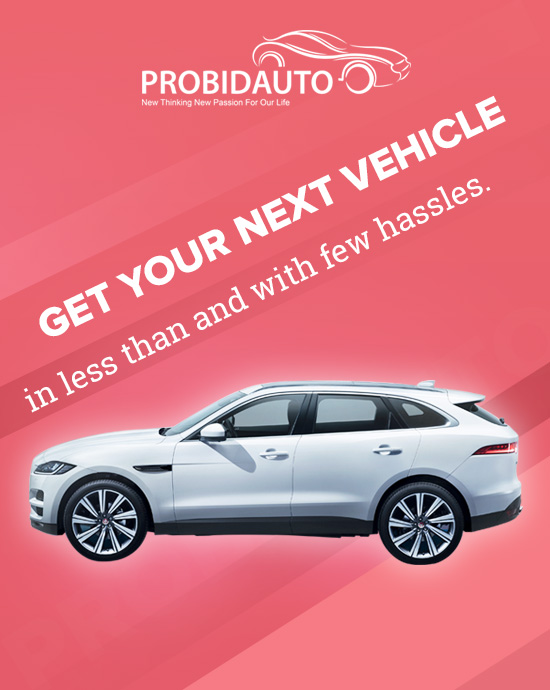 PROBIDAUTO
New Thinking New Passion For Our Life
GET YOUR NEXT VEHICLE
in less than and with few hassles.